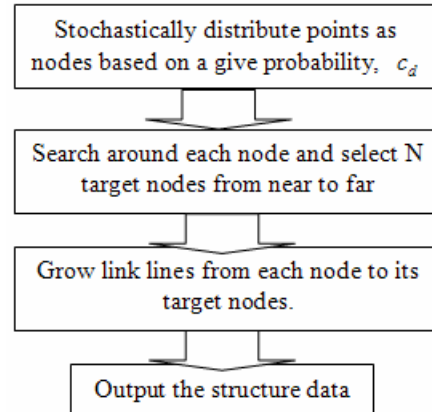 Stochastically distribute points as
nodes based on a give probability, c_d
Search around each node and select N
target nodes from near to far
Grow link lines from each node to its
target nodes.
Output the structure data